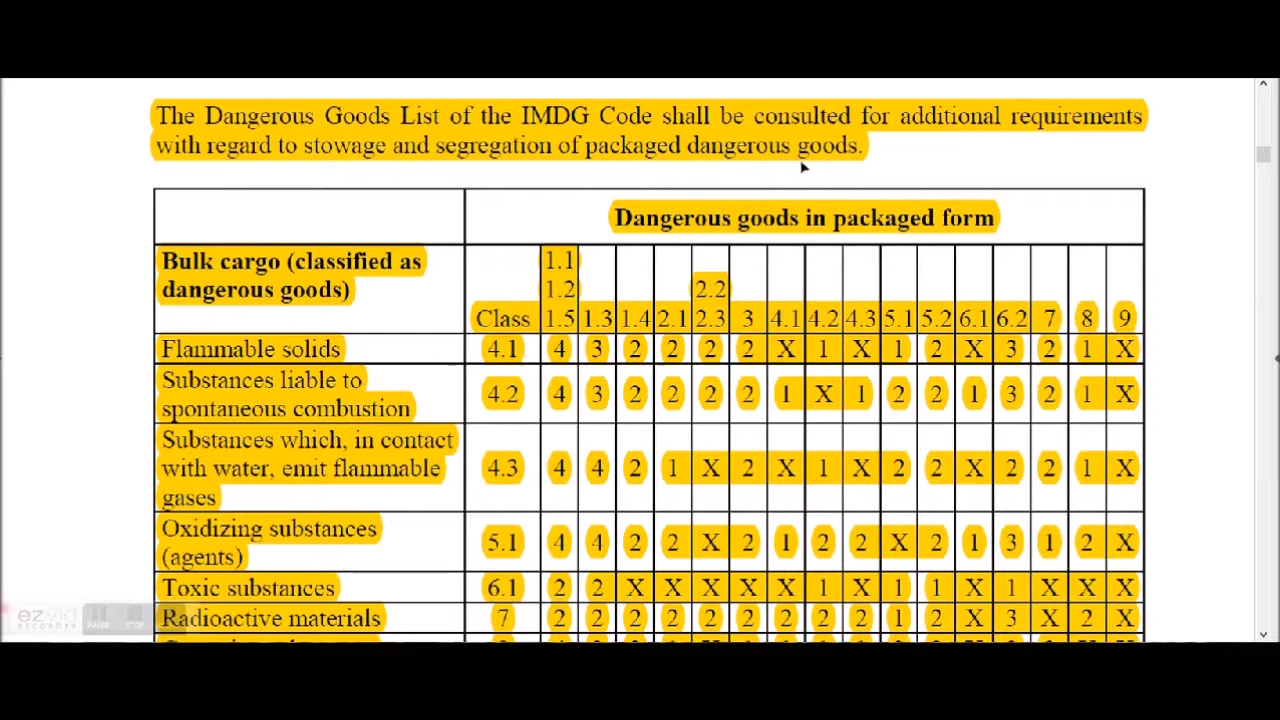 The Dangerous Goods List of the IMDG Code shall be consulted for additional requirements
with regard to stowage and segregation of packaged dangerous goods.
Dangerous goods in packaged form
Bulk cargo (classified as
dangerous goods)
1.1
1.2 2.2
Class 1.5 1.3 1.4 2.1 2.3 3 4.1 4.2 4.3 5.1 5.2 6.1 6.2 7 8 9
Flammable solids 4.1 4 3 2 2 2 2 X 1 X 1 2 X 3 2 1 X
Substances liable to
spontaneous combustion 4.2 4 3 2 2 2 2 1 X 1 2 2 1 3 2 1 X
Substances which, in contact
with water, emit flammable 4.3 4 4 2 1 X 2 X 1 X 2 2 X 2 2 1 X
gases
Oxidizing substances
(agents) 5.1 4 4 2 2 X 2 1 2 2 X 2 1 3 1 2 X
Toxic substances 6.1 2 2 X X X X X 1 X 1 1 X 1 X X X
Radioactive materials 7 2 2 2 2 2 2 2 2 2 1 2 X 3 X 2 X
ezvid
RECORDER
PAUSE STOP